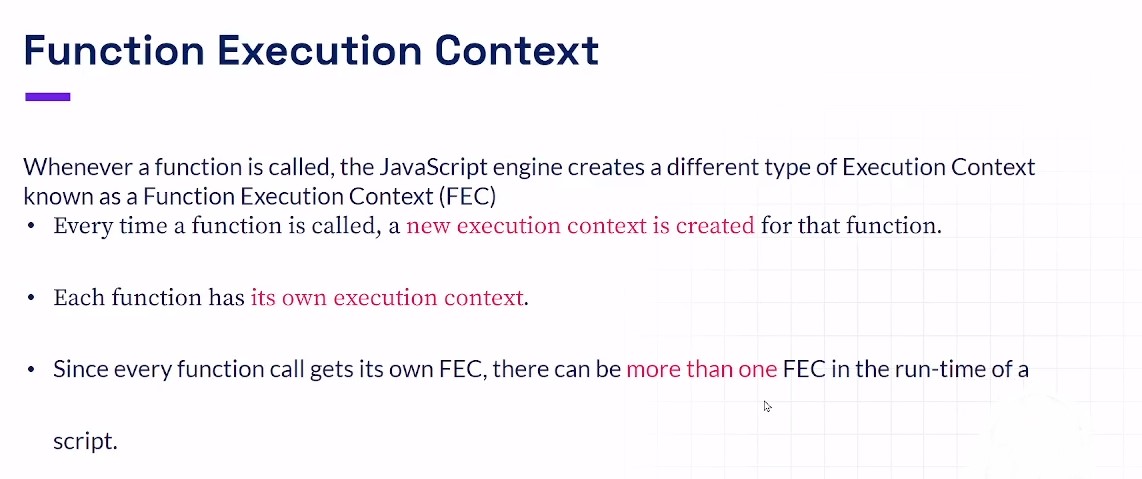 Function Execution Context
Whenever a function is called, the JavaScript engine creates a different type of Execution Context
known as a Function Execution Context (FEC)
• Every time a function is called, a new execution context is created for that function.
• Each function has its own execution context.
• Since every function call gets its own FEC, there can be more than one FEC in the run-time of a
script.